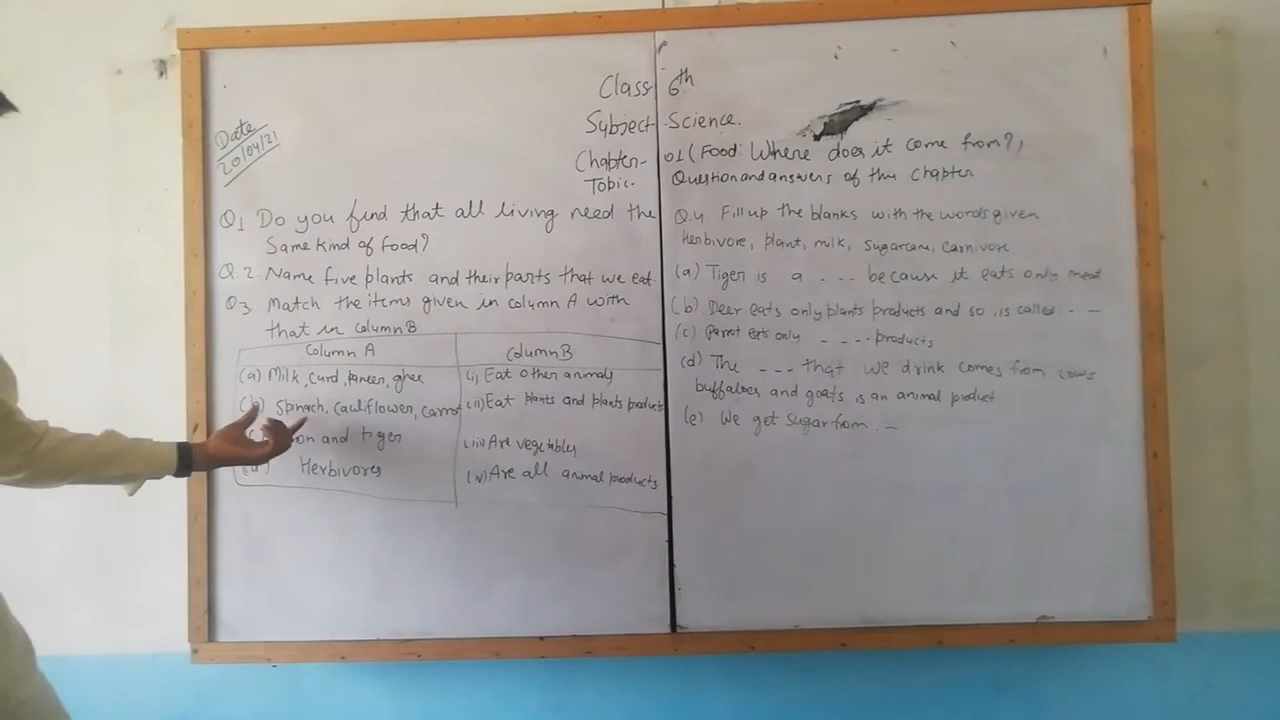 Date
20/04/21
Class 6th
Subject- Science.
Chapter- 01 (Food: Where does it come from?)
Topic- Question and answers of this chapter
Q1 Do you find that all living need the
Same kind of food?
Q.2. Name five plants and their parts that we eat.
Q3 Match the items given in column A with
that in column B
Column A
Column B
(a) Milk, curd, paneer, ghee
(i) Eat other animals
(b) Spinach, cauliflower, carrot
(ii) Eat plants and plants products
and tiger
(iii) Are vegetables
Herbivores
(iv) Are all animal products
Q.4 Fill up the blanks with the words given
Herbivore, plant, milk, sugarcane, carnivore
(a) Tiger is a --- because it eats only meat
(b) Deer eats only plants products and so is called --
(c) Parrot eats only ---- products
(d) The --- that we drink comes from cows
buffaloes and goats is an animal product
(e) We get sugar from --